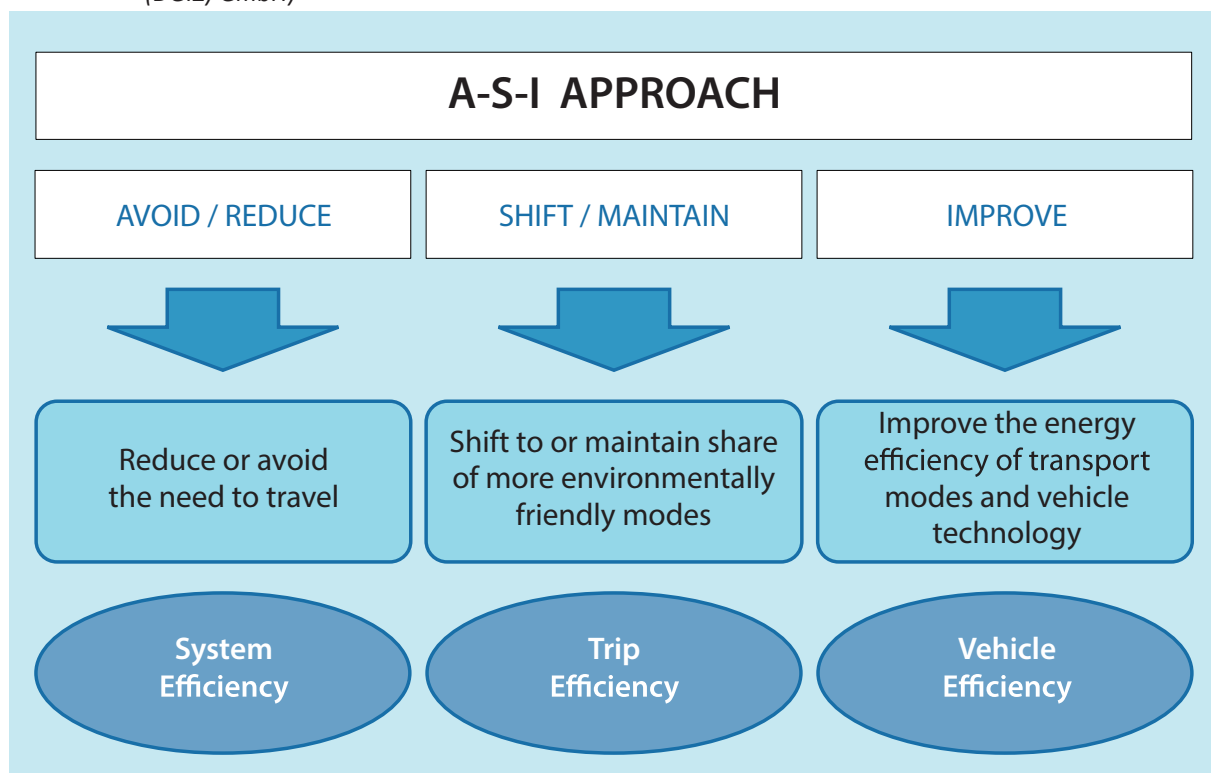 A-S-I APPROACH
AVOID / REDUCE
SHIFT / MAINTAIN
IMPROVE
Reduce or avoid
the need to travel
Shift to or maintain share
of more environmentally
friendly modes
Improve the energy
efficiency of transport
modes and vehicle
technology
System
Efficiency
Trip
Efficiency
Vehicle
Efficiency